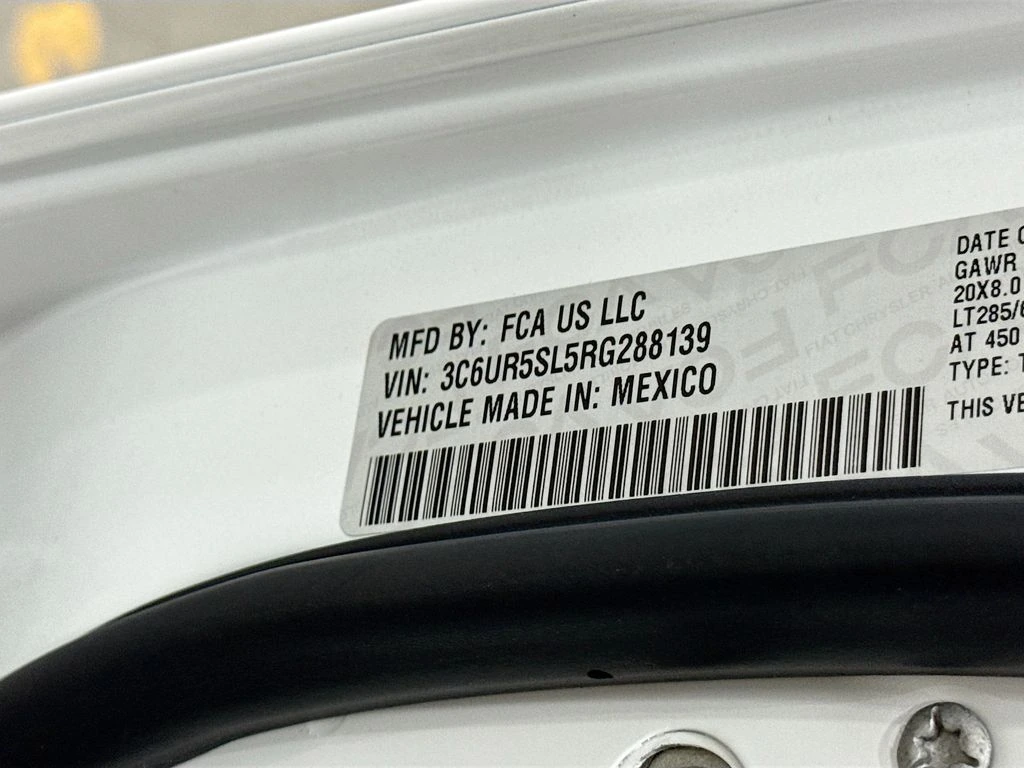 MFD BY: FCA US LLC
VIN: 3C6UR5SL5RG288139
VEHICLE MADE IN: MEXICO
DATE
GAWR
20X8.0
LT285/
AT 450
TYPE:
THIS